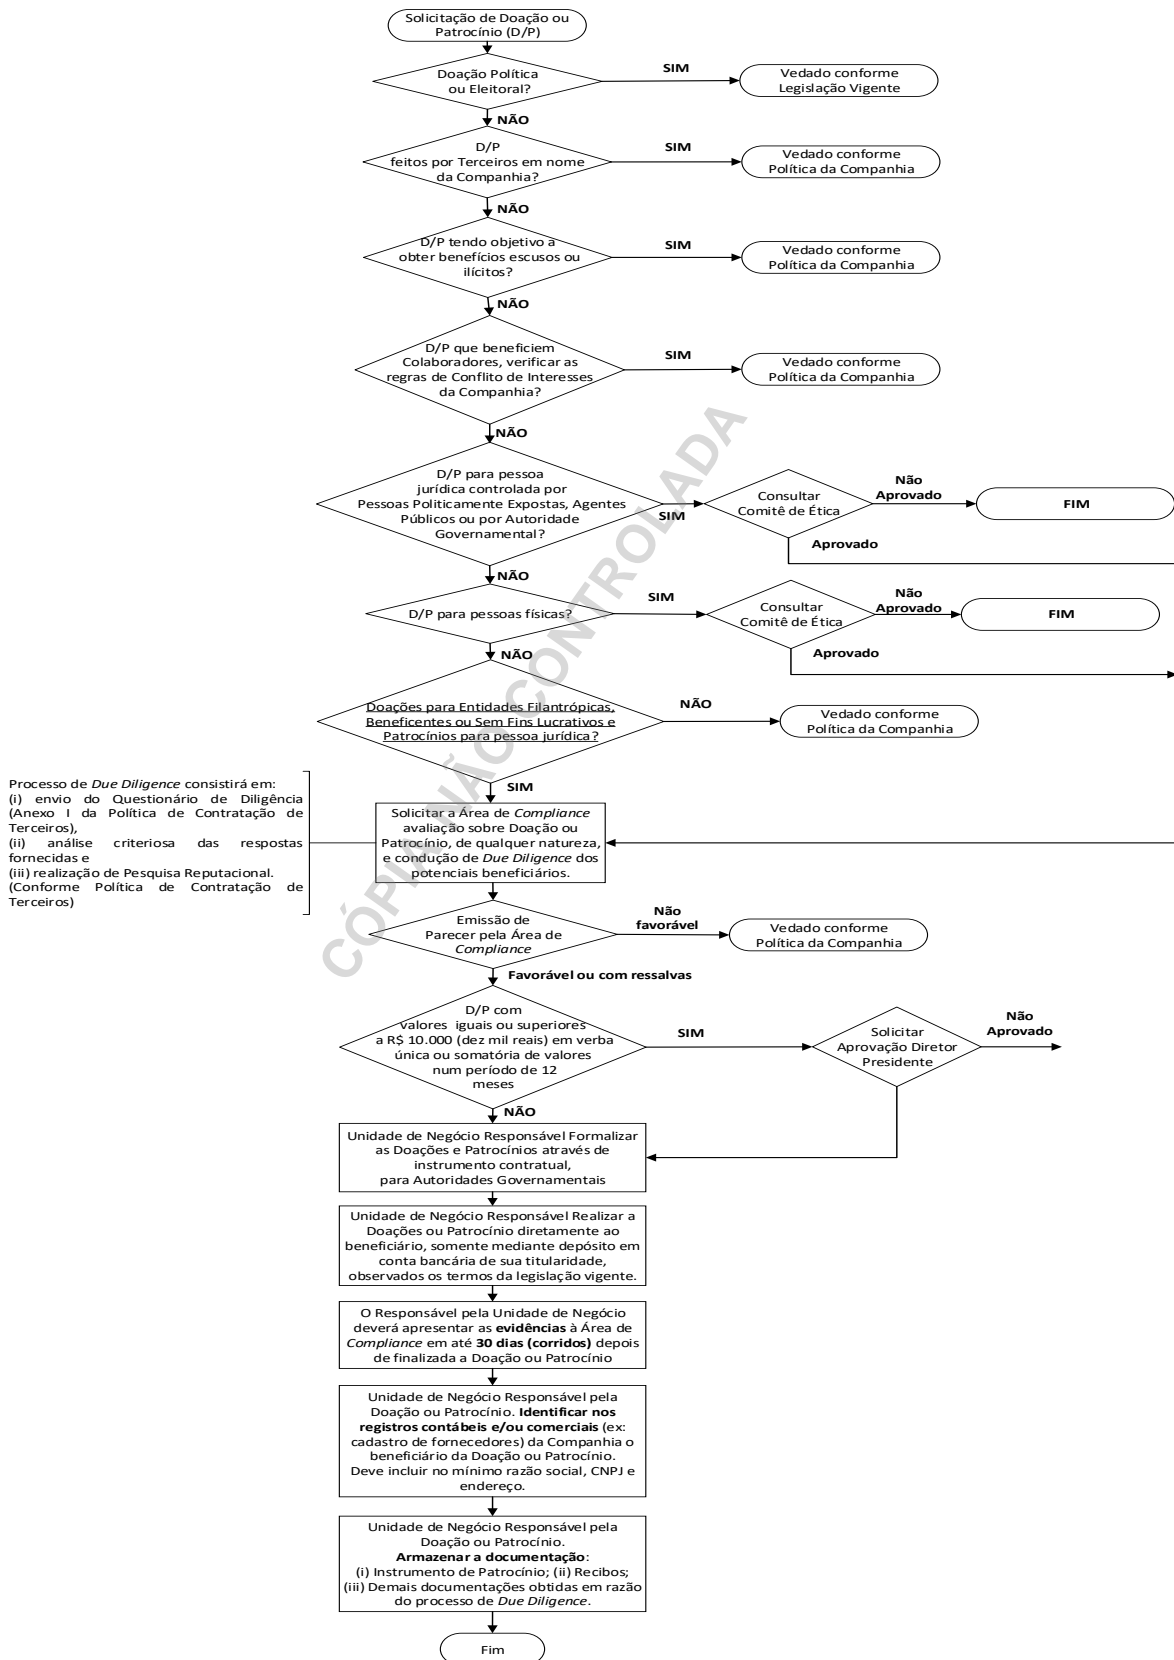 Solicitação de Doação ou
Patrocínio (D/P)
Doação Política
ou Eleitoral?
SIM
Vedado conforme
Legislação Vigente
NÃO
D/P
feitos por Terceiros em nome
da Companhia?
SIM
Vedado conforme
Política da Companhia
NÃO
D/P tendo objetivo a
obter benefícios escusos ou
ilícitos?
SIM
Vedado conforme
Política da Companhia
NÃO
D/P que beneficiem
Colaboradores, verificar as
regras de Conflito de Interesses
da Companhia?
SIM
Vedado conforme
Política da Companhia
NÃO
D/P para pessoa
jurídica controlada por
Pessoas Politicamente Expostas, Agentes
Públicos ou por Autoridade
Governamental?
SIM
Consultar
Comitê de Ética
Não
Aprovado
FIM
Aprovado
NÃO
D/P para pessoas físicas?
SIM
Consultar
Comitê de Ética
Não
Aprovado
FIM
Aprovado
NÃO
Doações para Entidades Filantrópicas,
Beneficentes ou Sem Fins Lucrativos e
Patrocínios para pessoa jurídica?
NÃO
Vedado conforme
Política da Companhia
SIM
Processo de Due Diligence consistirá em:
(i) envio do Questionário de Diligência
(Anexo I da Política de Contratação de
Terceiros),
(ii) análise criteriosa das respostas
fornecidas e
(iii) realização de Pesquisa Reputacional.
(Conforme Política de Contratação de
Terceiros)
Solicitar a Área de Compliance
avaliação sobre Doação ou
Patrocínio, de qualquer natureza,
e condução de Due Diligence dos
potenciais beneficiários.
Emissão de
Parecer pela Área de
Compliance
Não
favorável
Vedado conforme
Política da Companhia
Favorável ou com ressalvas
D/P com
valores iguais ou superiores
a R$ 10.000 (dez mil reais) em verba
única ou somatória de valores
num período de 12
meses
SIM
Solicitar
Aprovação Diretor
Presidente
Não
Aprovado
NÃO
Unidade de Negócio Responsável Formalizar
as Doações e Patrocínios através de
instrumento contratual,
para Autoridades Governamentais
Unidade de Negócio Responsável Realizar a
Doações ou Patrocínio diretamente ao
beneficiário, somente mediante depósito em
conta bancária de sua titularidade,
observados os termos da legislação vigente.
O Responsável pela Unidade de Negócio
deverá apresentar as evidências à Área de
Compliance em até 30 dias (corridos) depois
de finalizada a Doação ou Patrocínio
Unidade de Negócio Responsável pela
Doação ou Patrocínio. Identificar nos
registros contábeis e/ou comerciais (ex:
cadastro de fornecedores) da Companhia o
beneficiário da Doação ou Patrocínio.
Deve incluir no mínimo razão social, CNPJ e
endereço.
Unidade de Negócio Responsável pela
Doação ou Patrocínio.
Armazenar a documentação:
(i) Instrumento de Patrocínio; (ii) Recibos;
(iii) Demais documentações obtidas em razão
do processo de Due Diligence.
Fim
CÓPIA NÃO CONTROLADA